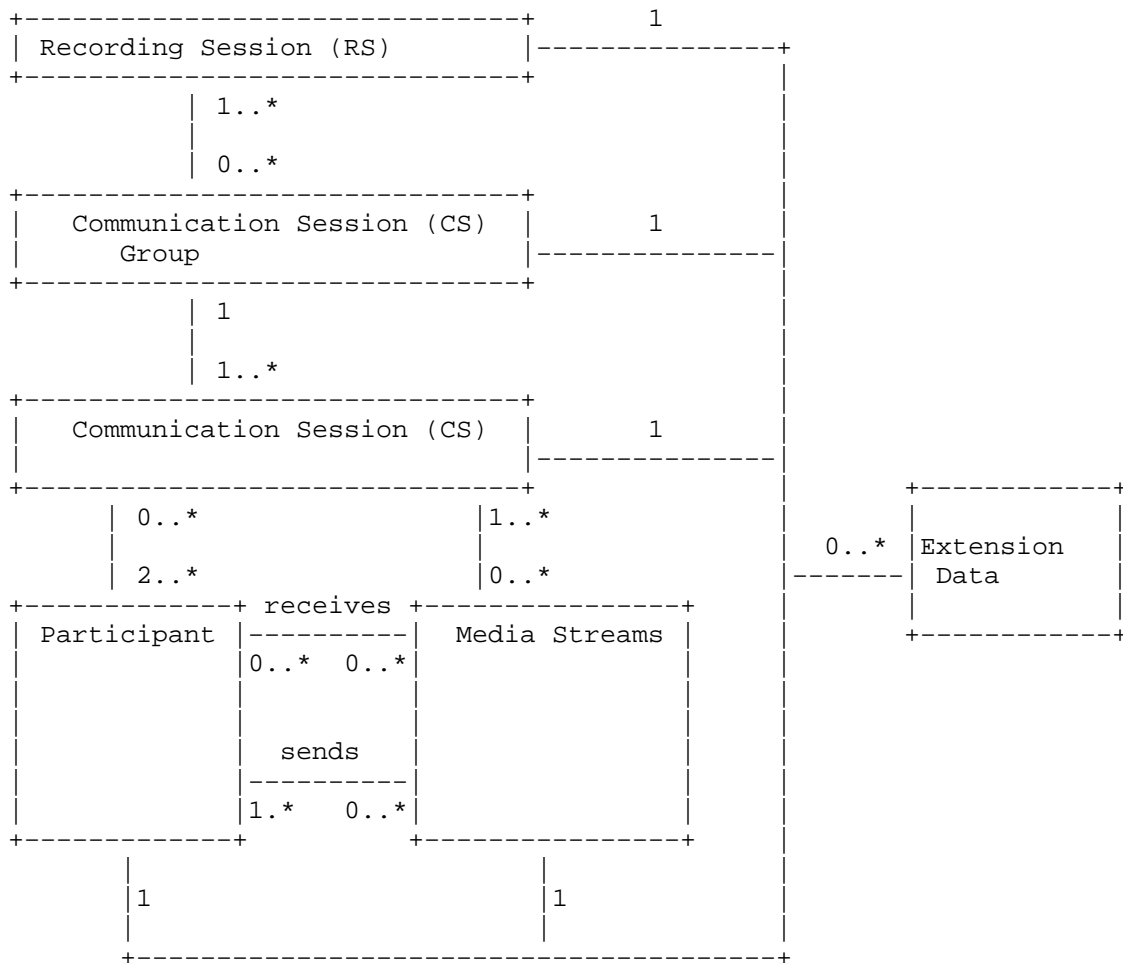 1
Recording Session (RS)
1..*
0..*
Communication Session (CS) 1
Group
1
1..*
Communication Session (CS) 1
0..* 1..*
0..* Extension
2..* 0..* Data
receives
Participant Media Streams
0..* 0..*
sends
1.* 0..*
1 1